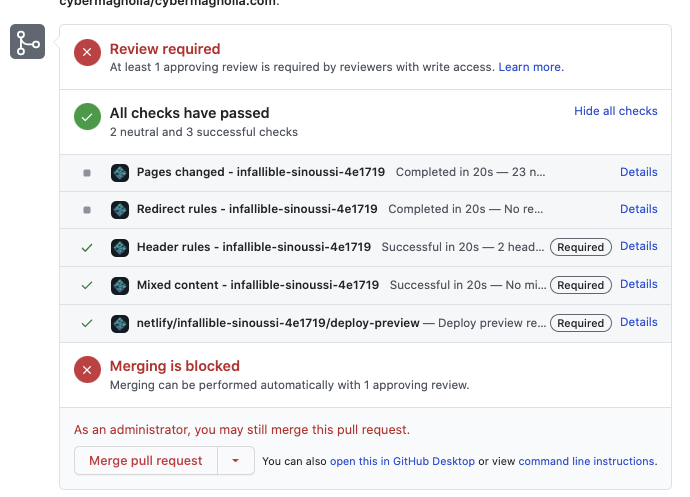 cybermagnolia/cybermagnolia.com.
Review required
At least 1 approving review is required by reviewers with write access. Learn more.
All checks have passed
Hide all checks
2 neutral and 3 successful checks
Pages changed - infallible-sinoussi-4e1719 Completed in 20s — 23 n... Details
Redirect rules - infallible-sinoussi-4e1719 Completed in 20s — No re... Details
Header rules - infallible-sinoussi-4e1719 Successful in 20s — 2 head... Required Details
Mixed content - infallible-sinoussi-4e1719 Successful in 20s — No mi... Required Details
netlify/infallible-sinoussi-4e1719/deploy-preview — Deploy preview re... Required Details
Merging is blocked
Merging can be performed automatically with 1 approving review.
As an administrator, you may still merge this pull request.
Merge pull request You can also open this in GitHub Desktop or view command line instructions.